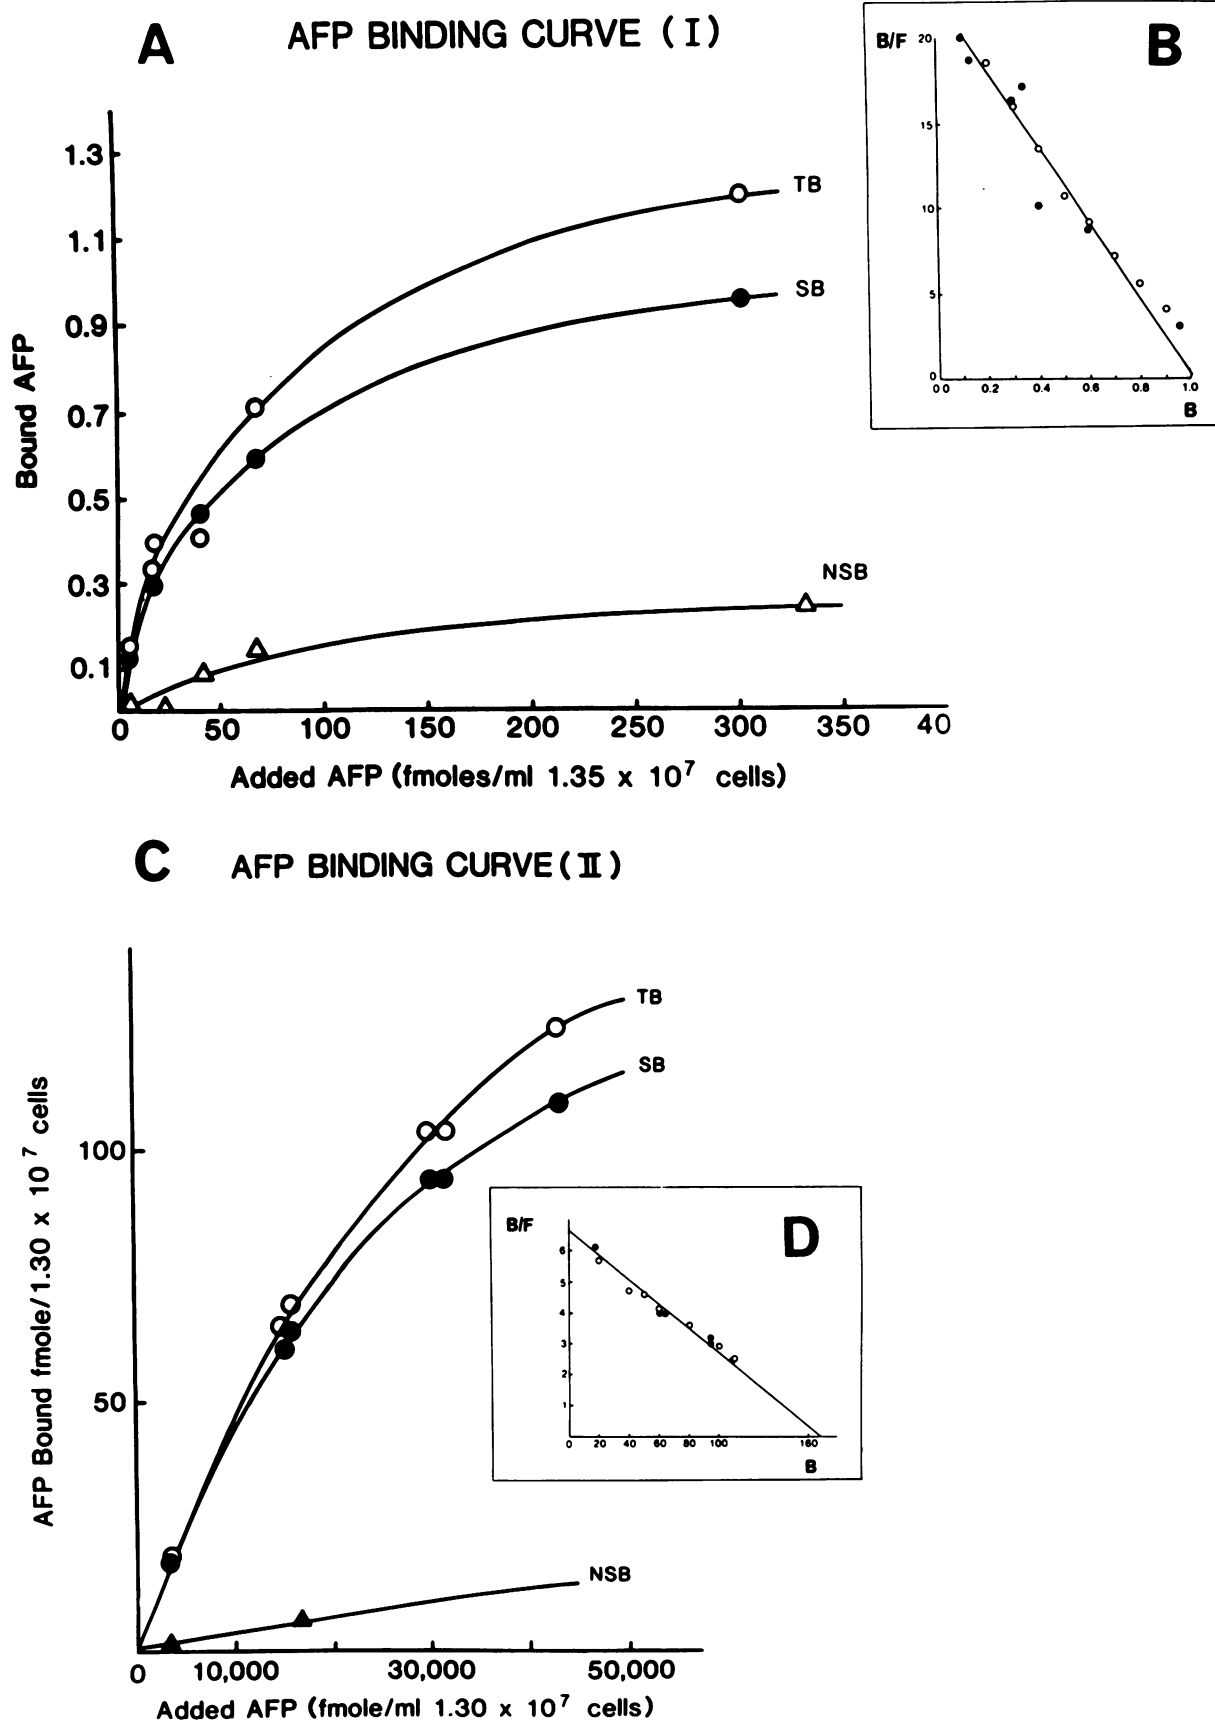 A
AFP BINDING CURVE (I)
Bound AFP
1.3
1.1
0.9
0.7
0.5
0.3
0.1
TB
SB
NSB
0 50 100 150 200 250 300 350 40
Added AFP (fmoles/ml 1.35 x 10⁷ cells)
B
B/F
20
15
10
5
0
0 0 0.2 0.4 0.6 0.8 1.0
B
C
AFP BINDING CURVE (II)
AFP Bound fmole/1.30 x 10⁷ cells
100
50
TB
SB
NSB
0 10,000 30,000 50,000
Added AFP (fmole/ml 1.30 x 10⁷ cells)
D
B/F
6
5
4
3
2
1
0 20 40 60 80 100 160
B